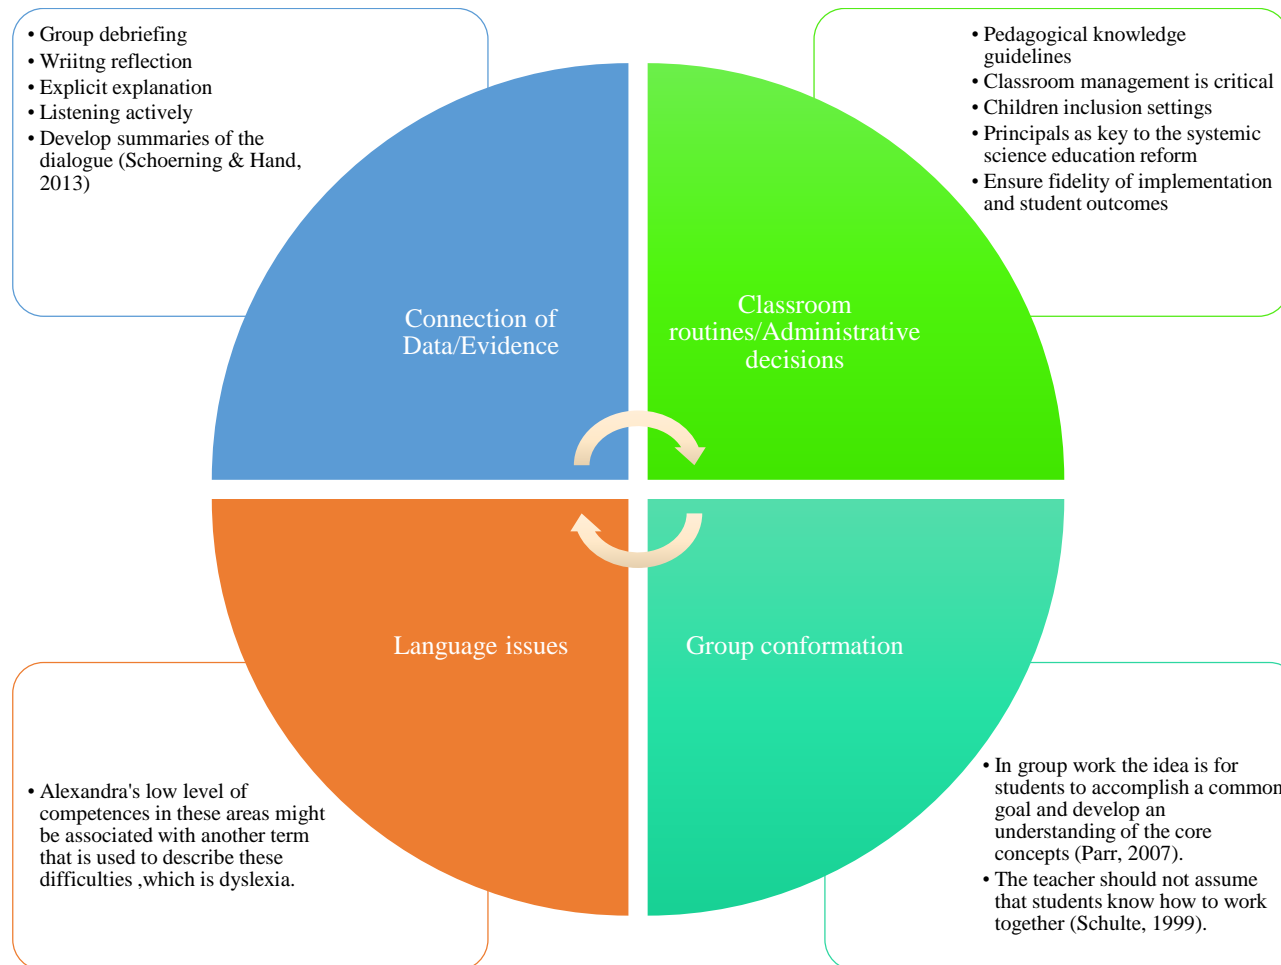 • Group debriefing
• Wriitng reflection
• Explicit explanation
• Listening actively
• Develop summaries of the
dialogue (Schoerning & Hand,
2013)
• Pedagogical knowledge
guidelines
• Classroom management is critical
• Children inclusion settings
• Principals as key to the systemic
science education reform
• Ensure fidelity of implementation
and student outcomes
Connection of
Data/Evidence
Classroom
routines/Administrative
decisions
Language issues
Group conformation
• Alexandra's low level of
competences in these areas might
be associated with another term
that is used to describe these
difficulties ,which is dyslexia.
• In group work the idea is for
students to accomplish a common
goal and develop an
understanding of the core
concepts (Parr, 2007).
• The teacher should not assume
that students know how to work
together (Schulte, 1999).